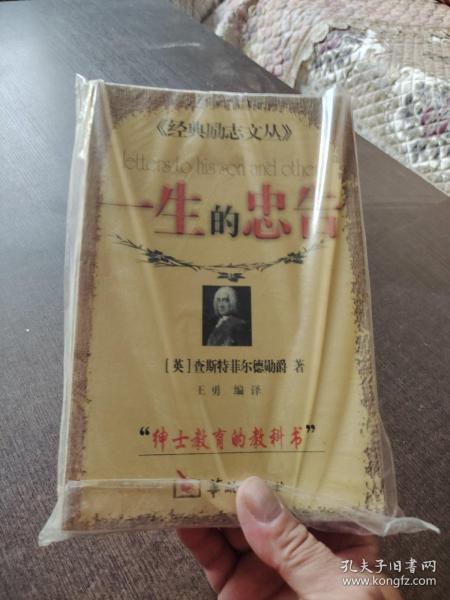 《经典励志文丛》
letters to his son and other
一生的忠告
[英]查斯特菲尔德勋爵 著
王勇 编译
“绅士教育的教科书”
孔夫子旧书网
www.kongfz.com